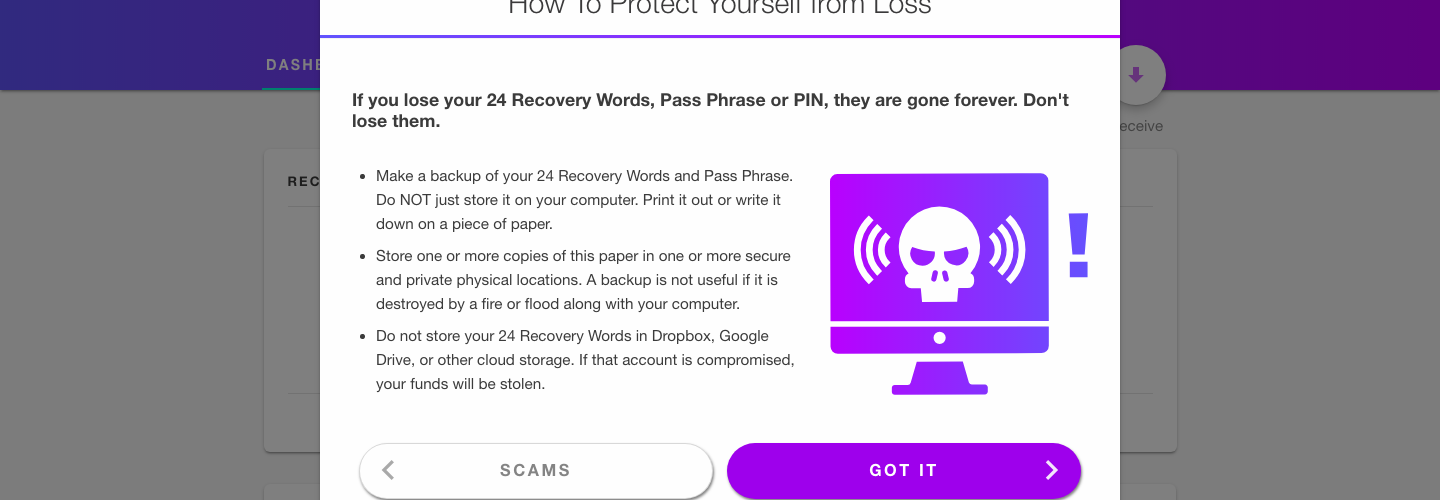 How To Protect Yourself from Loss
DASHE
eceive
REC
If you lose your 24 Recovery Words, Pass Phrase or PIN, they are gone forever. Don't
lose them.
Make a backup of your 24 Recovery Words and Pass Phrase.
Do NOT just store it on your computer. Print it out or write it
down on a piece of paper.
Store one or more copies of this paper in one or more secure
and private physical locations. A backup is not useful if it is
destroyed by a fire or flood along with your computer.
Do not store your 24 Recovery Words in Dropbox, Google
Drive, or other cloud storage. If that account is compromised,
your funds will be stolen.
!
SCAMS
GOT IT